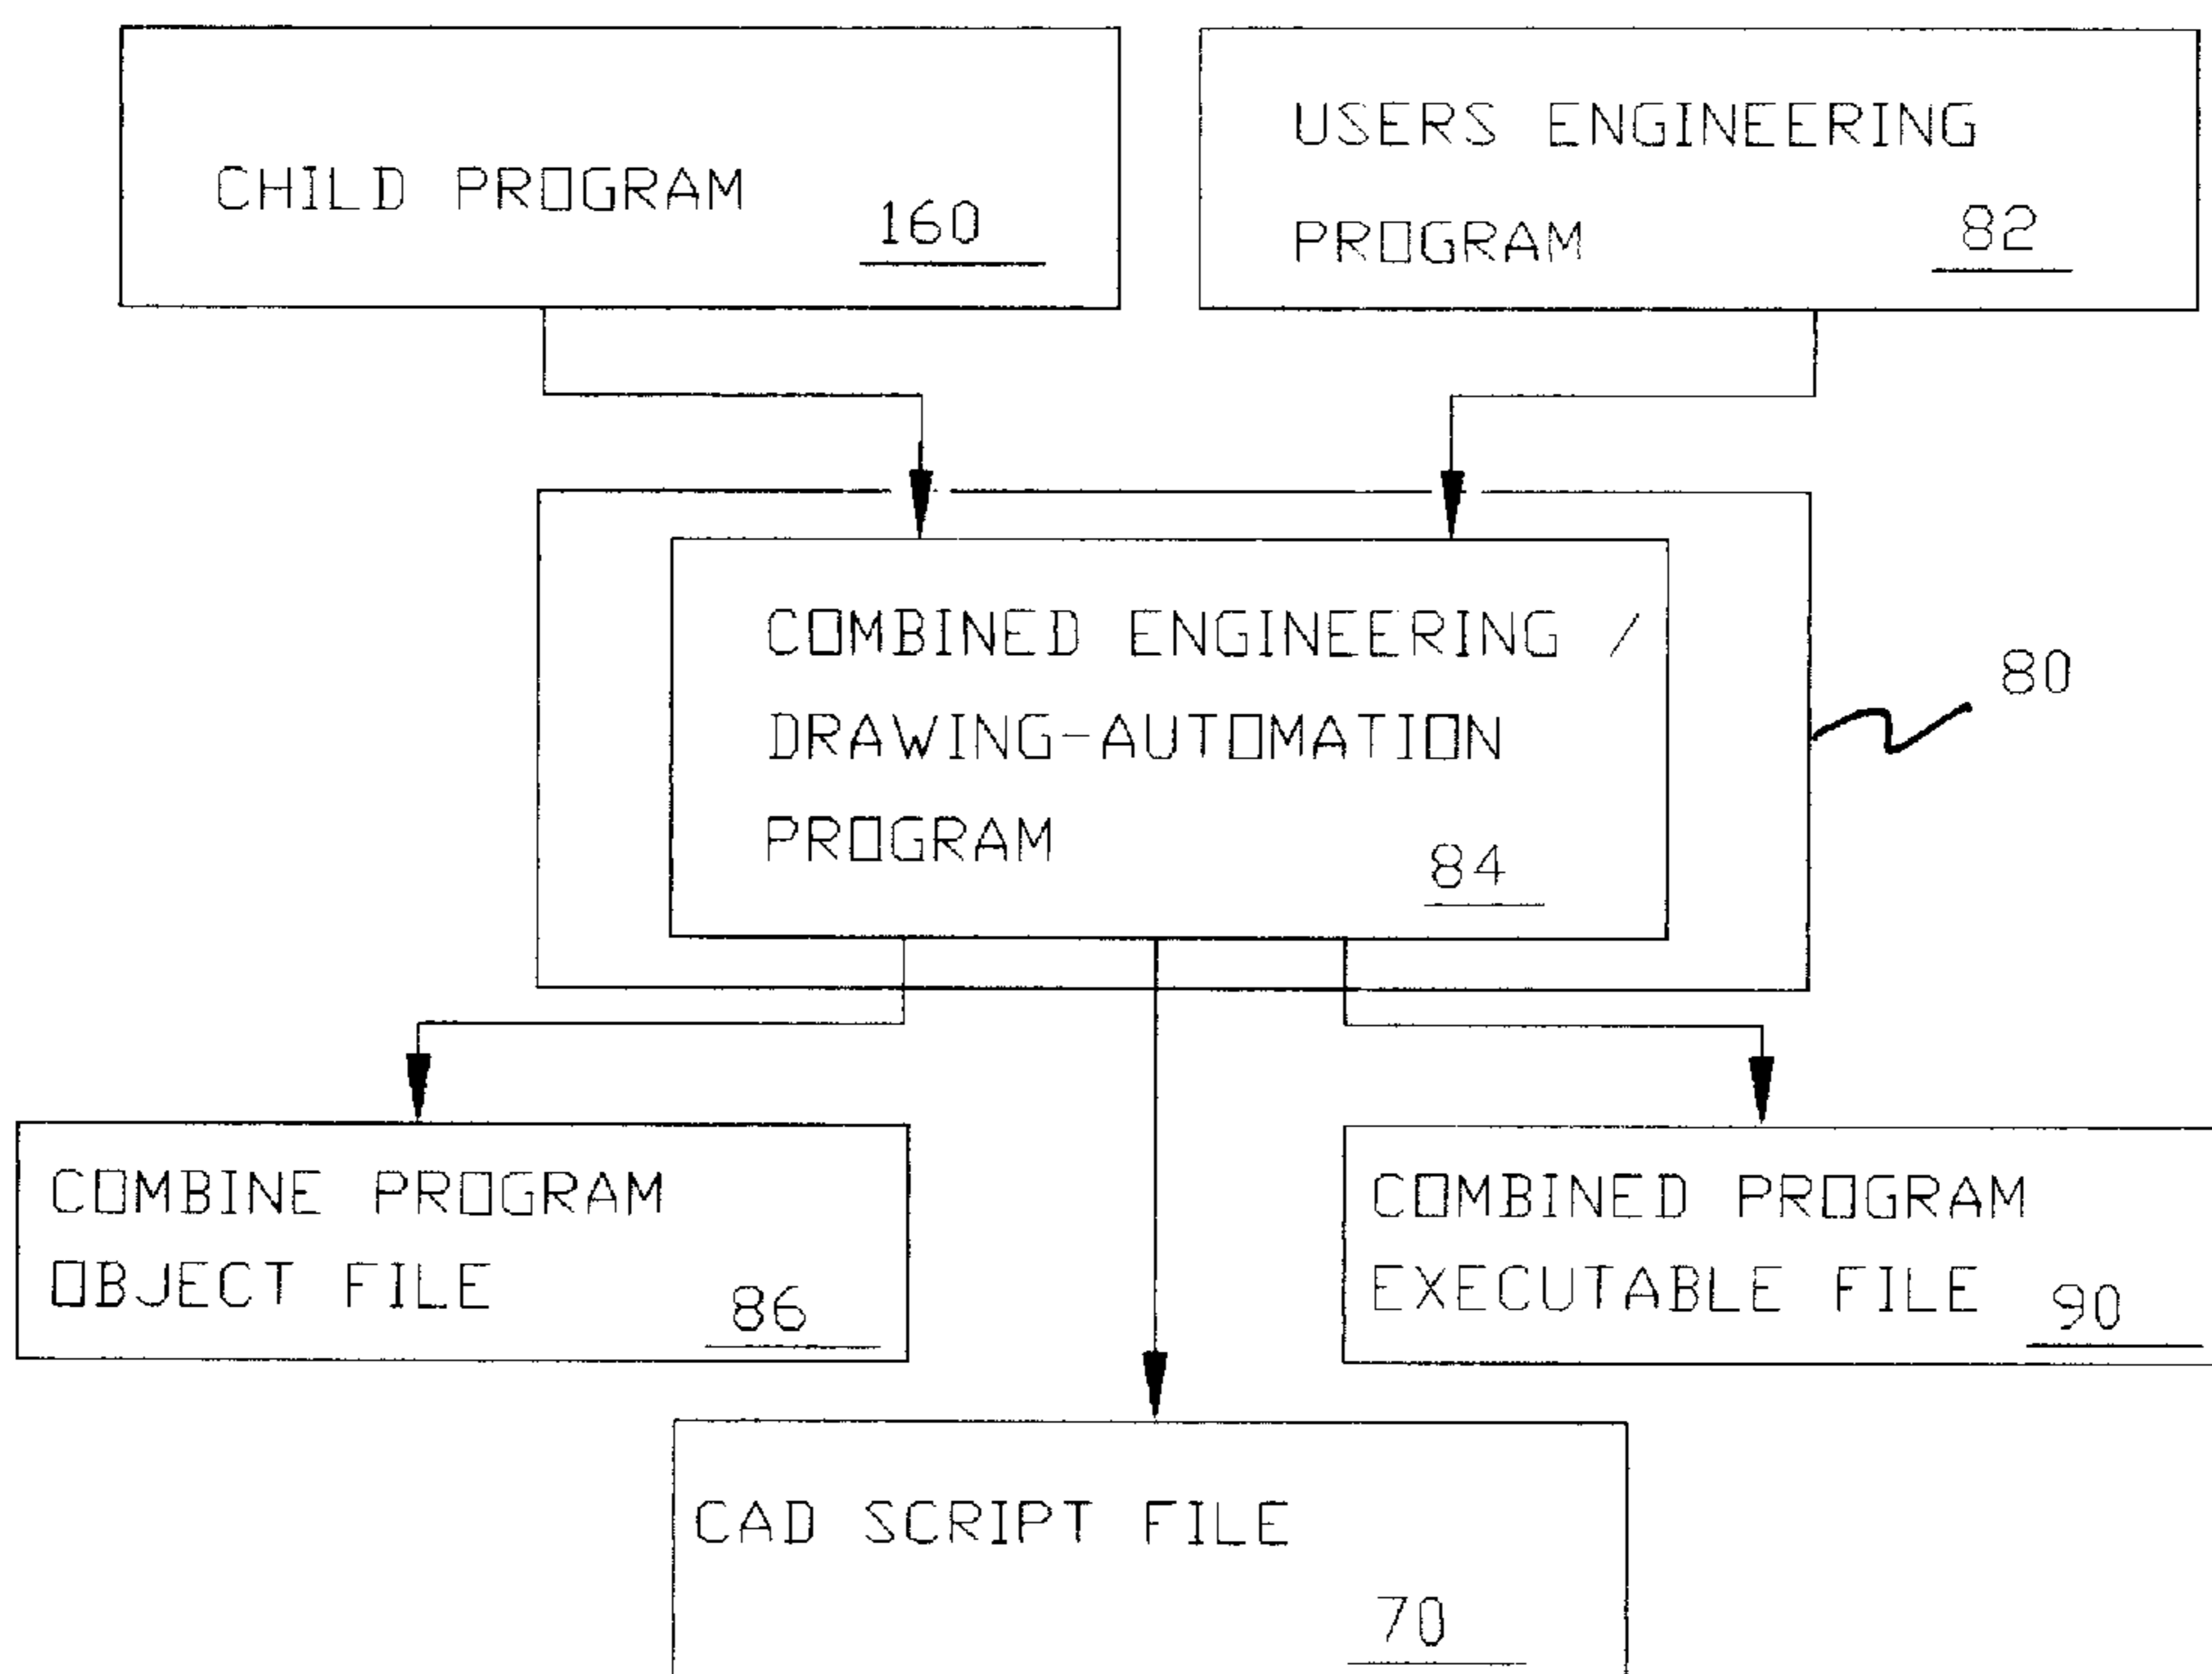 CHILD PROGRAM
160
USERS ENGINEERING
PROGRAM
82
COMBINED ENGINEERING /
DRAWING-AUTOMATION
PROGRAM
84
80
COMBINE PROGRAM
OBJECT FILE
86
COMBINED PROGRAM
EXECUTABLE FILE
90
CAD SCRIPT FILE
70